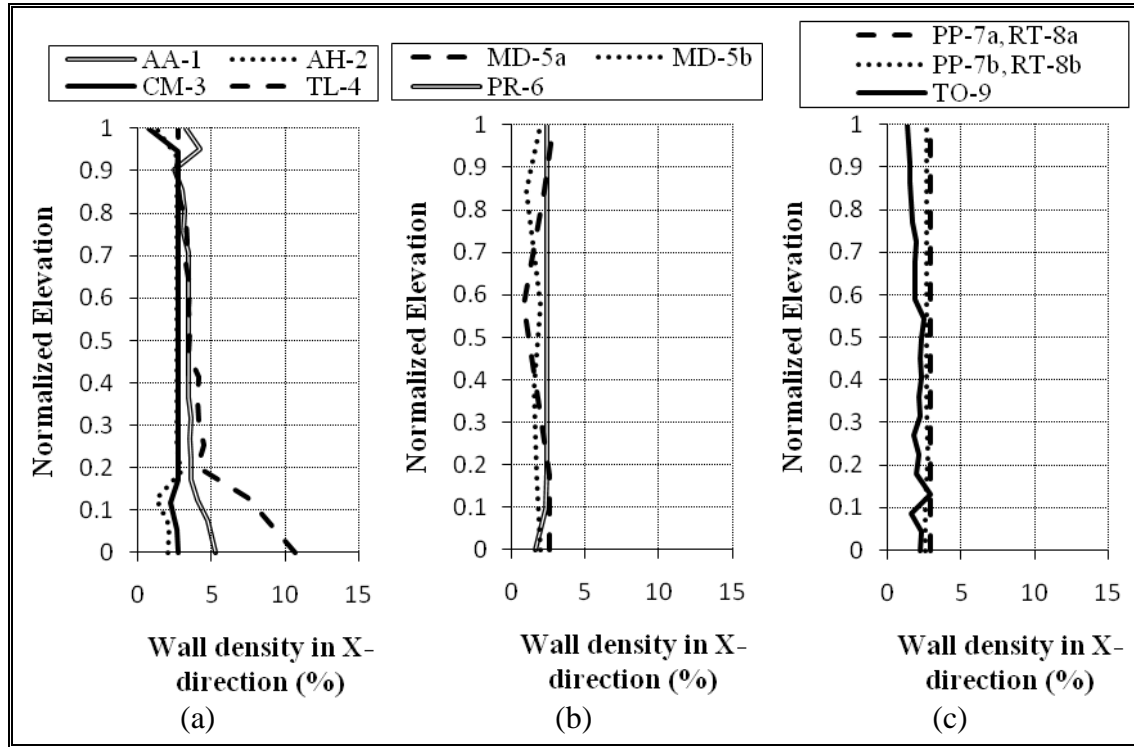 AA-1 AH-2
CM-3 TL-4
1
0.9
0.8
0.7
0.6
0.5
0.4
0.3
0.2
0.1
0
Normalized Elevation
0 5 10 15
Wall density in X-
direction (%)
(a)
MD-5a MD-5b
PR-6
1
0.9
0.8
0.7
0.6
0.5
0.4
0.3
0.2
0.1
0
Normalized Elevation
0 5 10 15
Wall density in X-
direction (%)
(b)
PP-7a, RT-8a
PP-7b, RT-8b
TO-9
1
0.9
0.8
0.7
0.6
0.5
0.4
0.3
0.2
0.1
0
Normalized Elevation
0 5 10 15
Wall density in X-
direction (%)
(c)